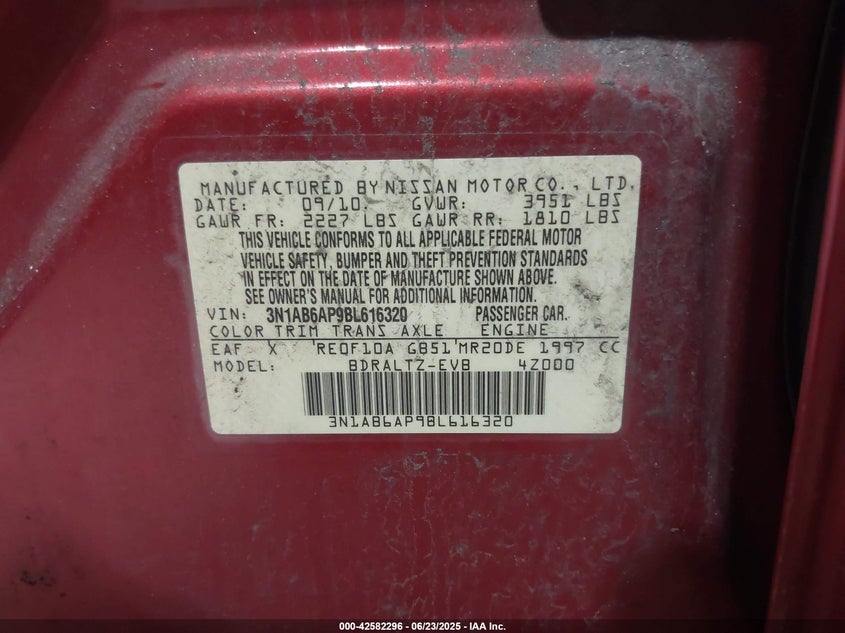 MANUFACTURED BY NISSAN MOTOR CO., LTD.
DATE: 09/10 GVWR: 3951 LBS
GAWR FR: 2227 LBS GAWR RR: 1810 LBS
THIS VEHICLE CONFORMS TO ALL APPLICABLE FEDERAL MOTOR
VEHICLE SAFETY, BUMPER AND THEFT PREVENTION STANDARDS
IN EFFECT ON THE DATE OF MANUFACTURE SHOWN ABOVE.
SEE OWNER'S MANUAL FOR ADDITIONAL INFORMATION.
VIN: 3N1AB6AP9BL616320 PASSENGER CAR.
COLOR TRIM TRANS AXLE ENGINE
EAF X RE0F10A GB51 MR20DE 1997 CC
MODEL: BDRALTZ-EVB 4Z000
3N1AB6AP9BL616320
000-42582296 - 06/23/2025 - IAA Inc.